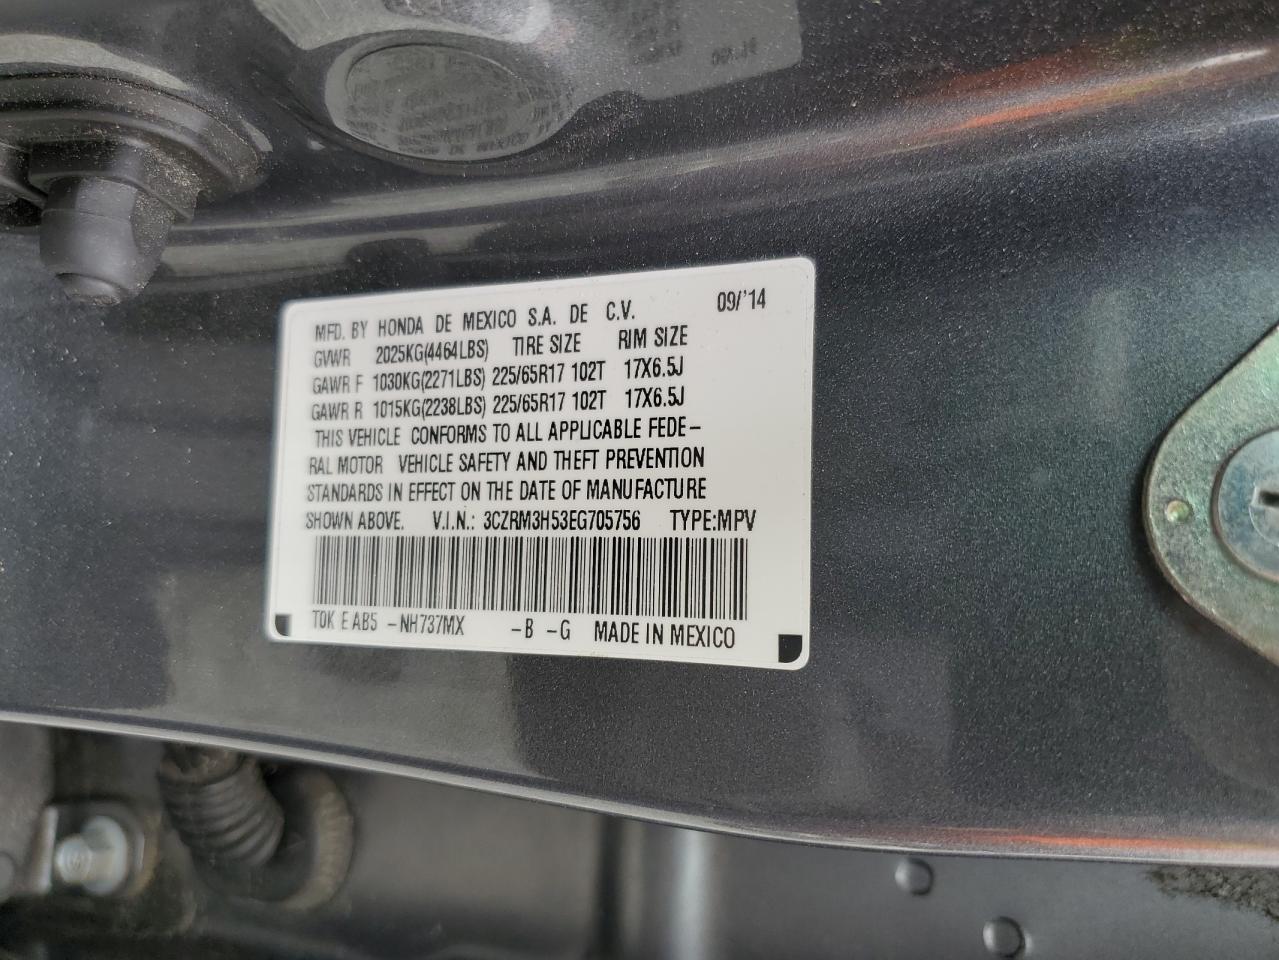 MFD. BY HONDA DE MEXICO S.A. DE C.V. 09/'14
GVWR 2025KG(4464LBS) TIRE SIZE RIM SIZE
GAWR F 1030KG(2271LBS) 225/65R17 102T 17X6.5J
GAWR R 1015KG(2238LBS) 225/65R17 102T 17X6.5J
THIS VEHICLE CONFORMS TO ALL APPLICABLE FEDE-
RAL MOTOR VEHICLE SAFETY AND THEFT PREVENTION
STANDARDS IN EFFECT ON THE DATE OF MANUFACTURE
SHOWN ABOVE. V.I.N.: 3CZRM3H53EG705756 TYPE:MPV
T0K E AB5 -NH737MX -B -G MADE IN MEXICO